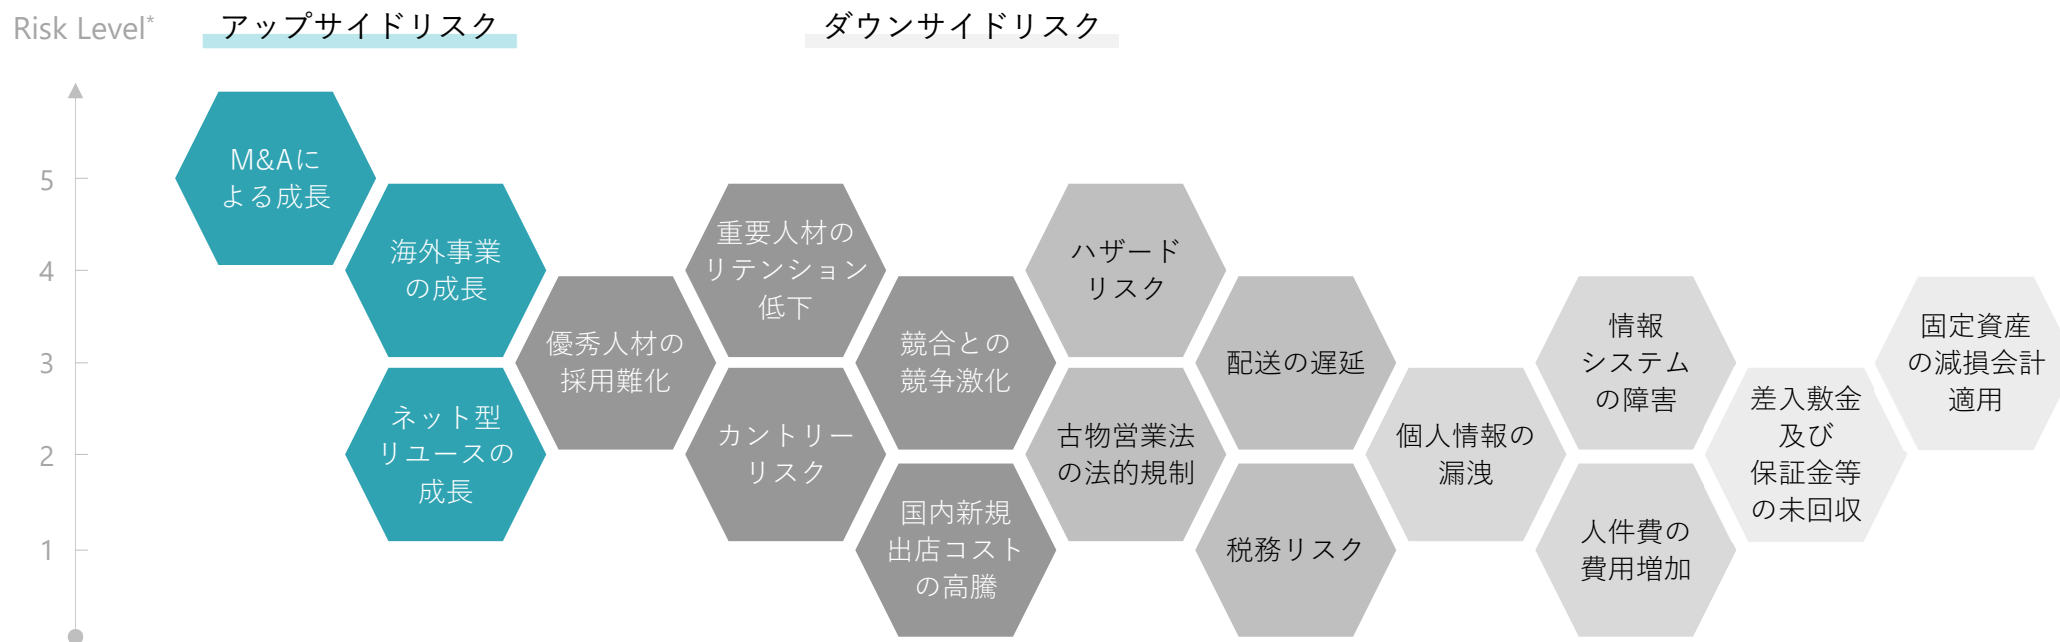 Risk Level*
アップサイドリスク
ダウンサイドリスク
5
4
3
2
1
M&Aに
よる成長
海外事業
の成長
ネット型
リユースの
成長
優秀人材の
採用難化
重要人材の
リテンション
低下
カントリー
リスク
競合との
競争激化
国内新規
出店コスト
の高騰
ハザード
リスク
古物営業法
の法的規制
配送の遅延
税務リスク
個人情報の
漏洩
情報
システム
の障害
人件費の
費用増加
差入敷金
及び
保証金等
の未回収
固定資産
の減損会計
適用